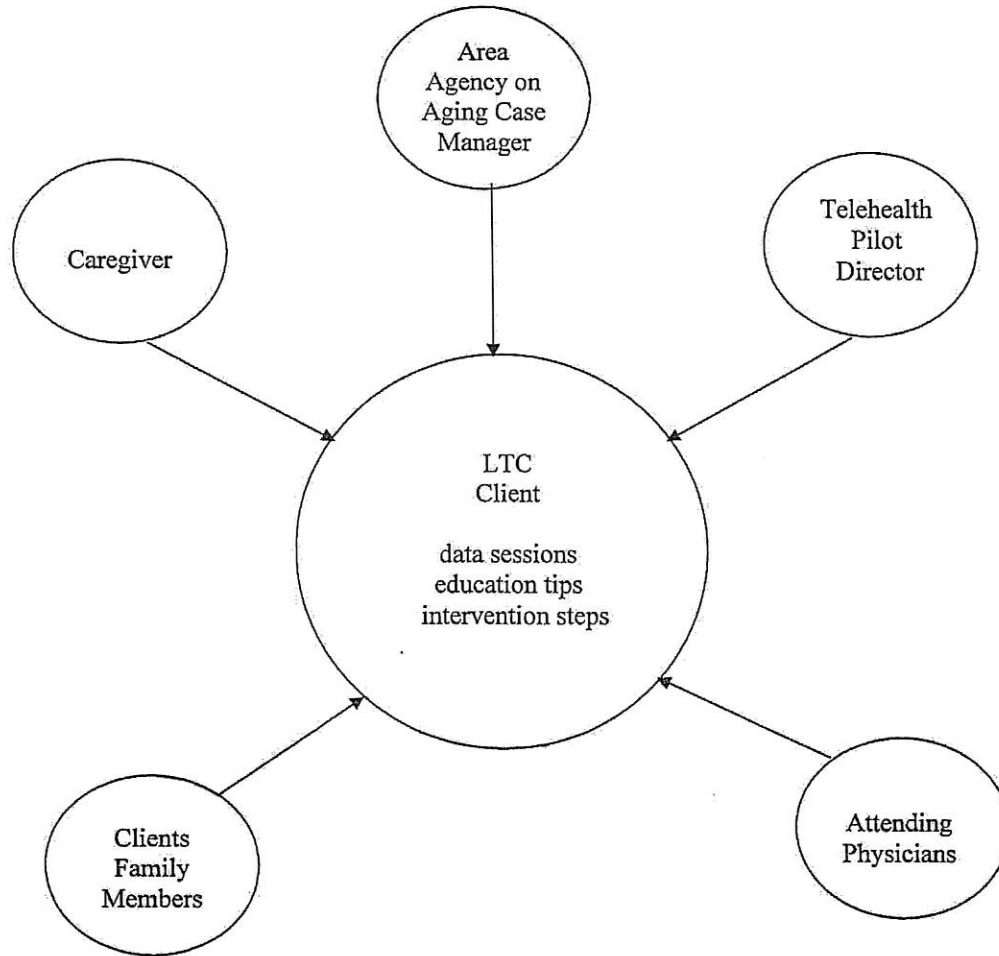 Area
Agency on
Aging Case
Manager
Caregiver
Telehealth
Pilot
Director
LTC
Client
data sessions
education tips
intervention steps
Clients
Family
Members
Attending
Physicians